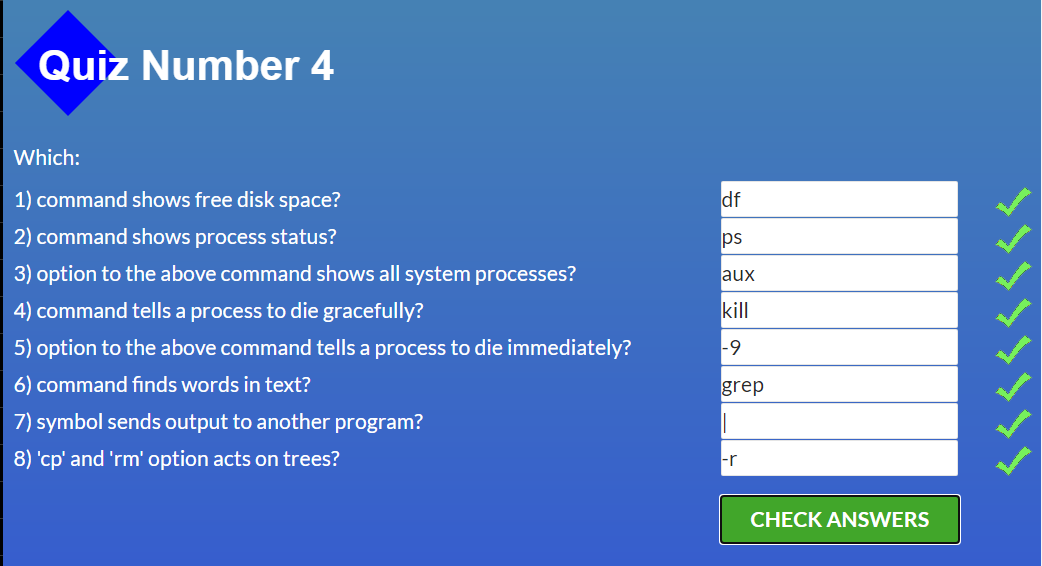 Quiz Number 4
Which:
1) command shows free disk space? df
2) command shows process status? ps
3) option to the above command shows all system processes? aux
4) command tells a process to die gracefully? kill
5) option to the above command tells a process to die immediately? -9
6) command finds words in text? grep
7) symbol sends output to another program? |
8) 'cp' and 'rm' option acts on trees? -r
CHECK ANSWERS